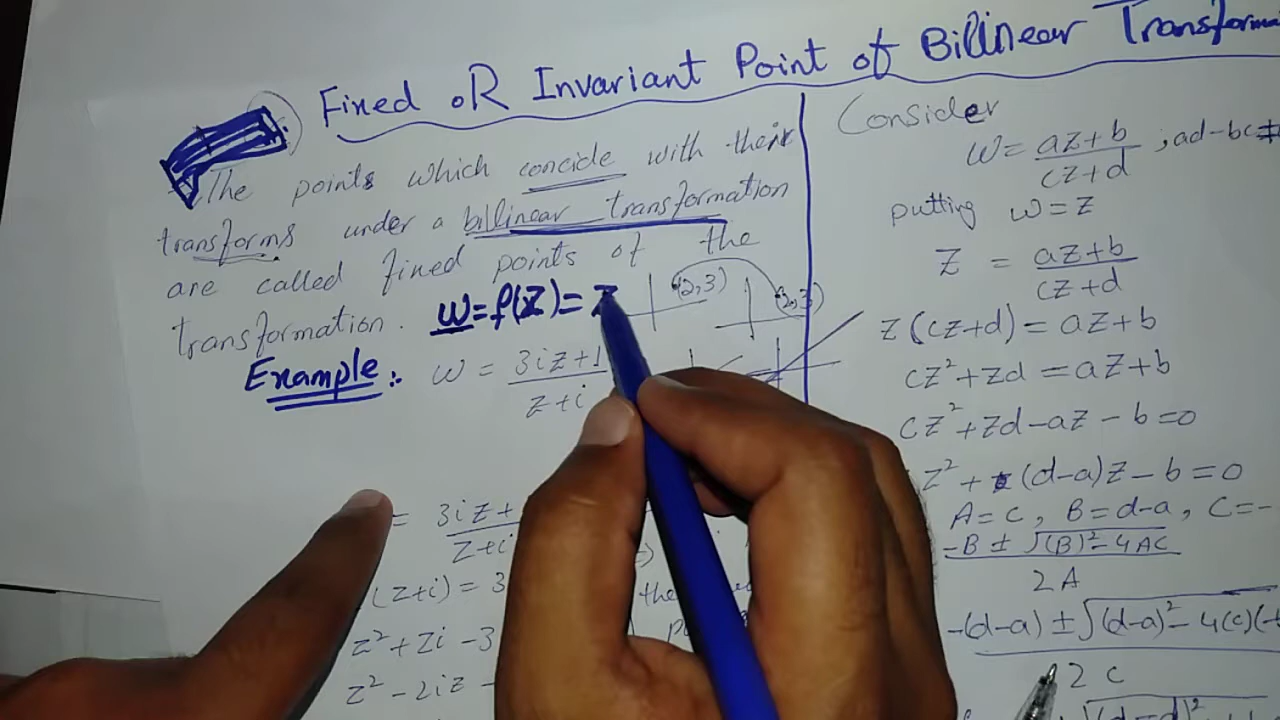 Fixed OR Invariant Point of Bilinear Transforma
The points which concide with their
transforms under a bilinear transformation
are called fixed points of the
transformation. w=f(z)=z
(2,3) (2,3)
Example:- w = 3iz+1 / z+i
= 3iz+ / z+i
(z+i) = 3
z²+zi-3
z²-2iz-
Consider
w = az+b / cz+d ; ad-bc≠
putting w=z
z = az+b / cz+d
z(cz+d) = az+b
cz²+zd = az+b
cz²+zd-az-b=0
z²+(d-a)z-b=0
A=c, B=d-a, C=-
-B ± √(B)²-4AC / 2A
-(d-a) ± √(d-a)²-4(c)(- / 2c